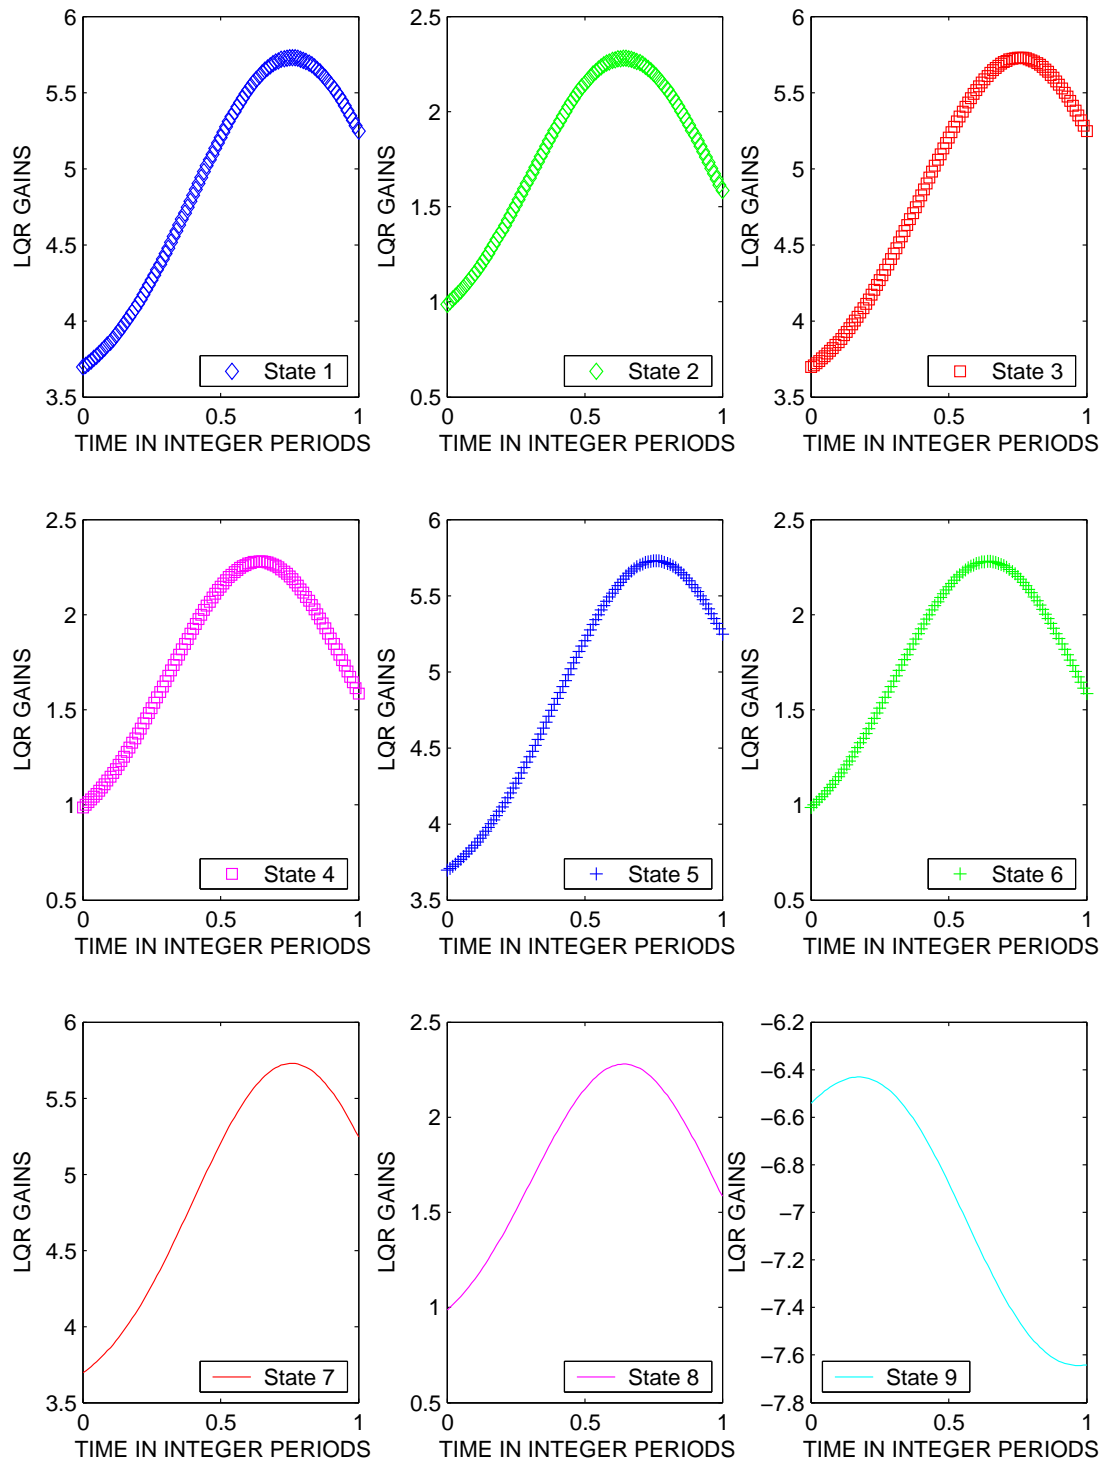 6
5.5
5
4.5
4
3.5
LQR GAINS
0 0.5 1
TIME IN INTEGER PERIODS
State 1
2.5
2
1.5
1
0.5
LQR GAINS
0 0.5 1
TIME IN INTEGER PERIODS
State 2
6
5.5
5
4.5
4
3.5
LQR GAINS
0 0.5 1
TIME IN INTEGER PERIODS
State 3
2.5
2
1.5
1
0.5
LQR GAINS
0 0.5 1
TIME IN INTEGER PERIODS
State 4
6
5.5
5
4.5
4
3.5
LQR GAINS
0 0.5 1
TIME IN INTEGER PERIODS
State 5
2.5
2
1.5
1
0.5
LQR GAINS
0 0.5 1
TIME IN INTEGER PERIODS
State 6
6
5.5
5
4.5
4
3.5
LQR GAINS
0 0.5 1
TIME IN INTEGER PERIODS
State 7
2.5
2
1.5
1
0.5
LQR GAINS
0 0.5 1
TIME IN INTEGER PERIODS
State 8
−6.2
−6.4
−6.6
−6.8
−7
−7.2
−7.4
−7.6
−7.8
LQR GAINS
0 0.5 1
TIME IN INTEGER PERIODS
State 9